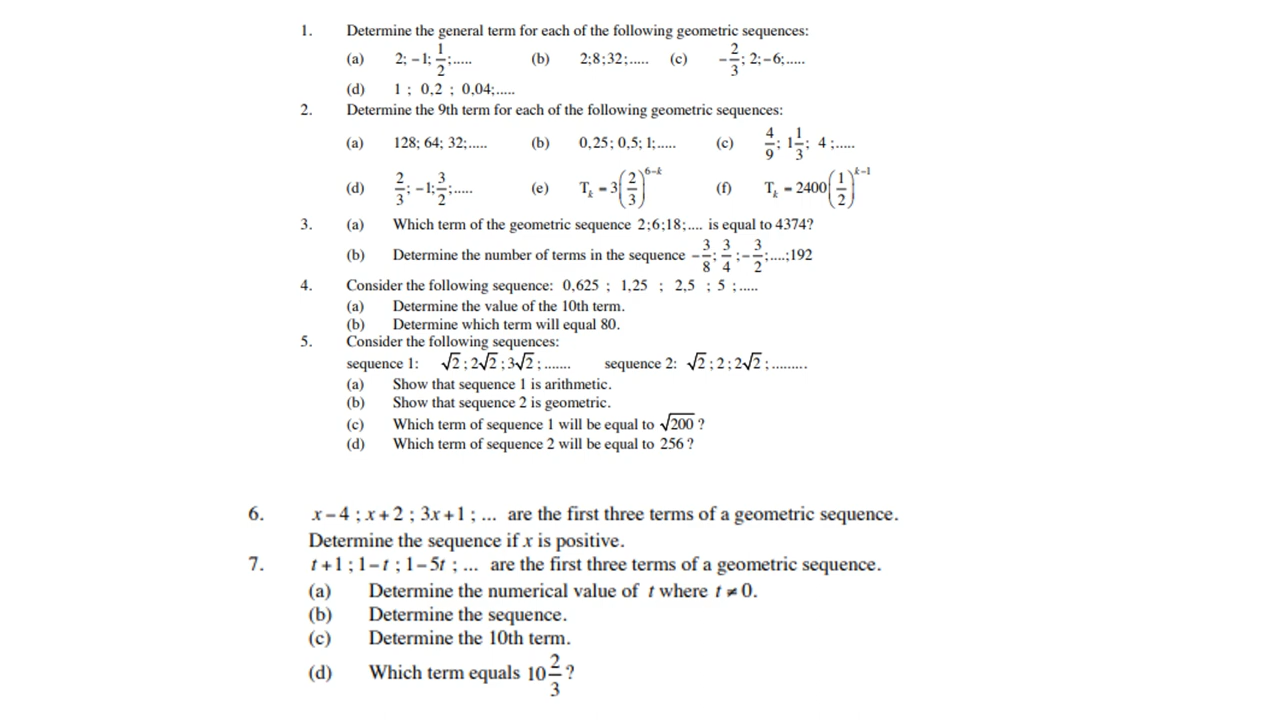 1. Determine the general term for each of the following geometric sequences:
(a) 2; −1; 1/2;..... (b) 2;8;32;..... (c) −2/3; 2;−6;.....
(d) 1 ; 0,2 ; 0,04;.....
2. Determine the 9th term for each of the following geometric sequences:
(a) 128; 64; 32;..... (b) 0,25; 0,5; 1;..... (c) 4/9; 1 1/3; 4 ;.....
(d) 2/3; −1; 3/2;..... (e) Tₖ = 3(2/3)^(6−k) (f) Tₖ = 2400(1/2)^(k−1)
3. (a) Which term of the geometric sequence 2;6;18;.... is equal to 4374?
(b) Determine the number of terms in the sequence −3/8; 3/4 ;−3/2;....;192
4. Consider the following sequence: 0,625 ; 1,25 ; 2,5 ; 5 ;.....
(a) Determine the value of the 10th term.
(b) Determine which term will equal 80.
5. Consider the following sequences:
sequence 1: √2 ; 2√2 ; 3√2 ; ....... sequence 2: √2 ; 2 ; 2√2 ; .........
(a) Show that sequence 1 is arithmetic.
(b) Show that sequence 2 is geometric.
(c) Which term of sequence 1 will be equal to √200 ?
(d) Which term of sequence 2 will be equal to 256 ?
6. x − 4 ; x + 2 ; 3x + 1 ; ... are the first three terms of a geometric sequence.
Determine the sequence if x is positive.
7. t + 1 ; 1 − t ; 1 − 5t ; ... are the first three terms of a geometric sequence.
(a) Determine the numerical value of t where t ≠ 0.
(b) Determine the sequence.
(c) Determine the 10th term.
(d) Which term equals 10 2/3 ?